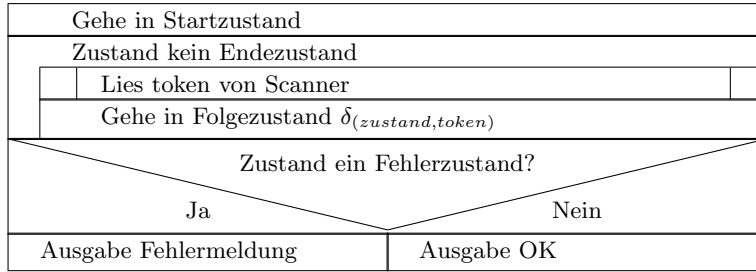 Gehe in Startzustand
Zustand kein Endezustand
Lies token von Scanner
Gehe in Folgezustand δ(zustand,token)
Zustand ein Fehlerzustand?
Ja Nein
Ausgabe Fehlermeldung Ausgabe OK